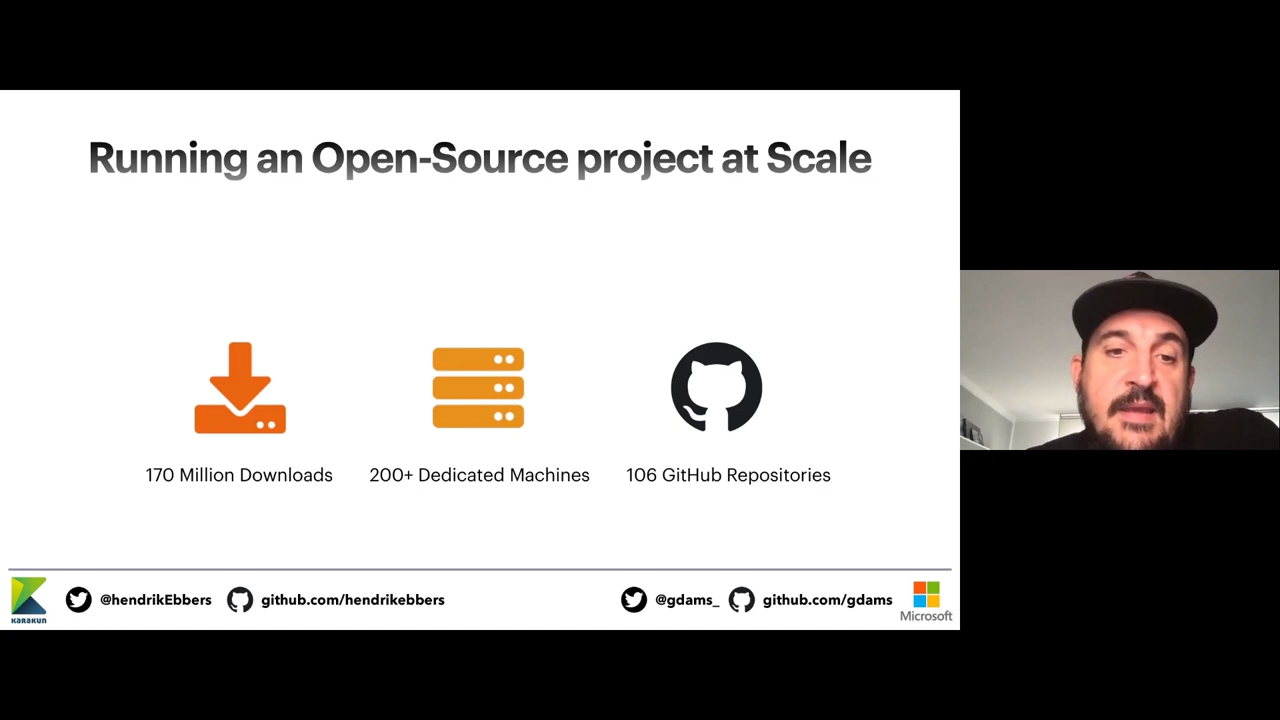 Running an Open-Source project at Scale
170 Million Downloads
200+ Dedicated Machines
106 GitHub Repositories
KARAKUN
@hendrikEbbers
github.com/hendrikebbers
@gdams_
github.com/gdams
Microsoft